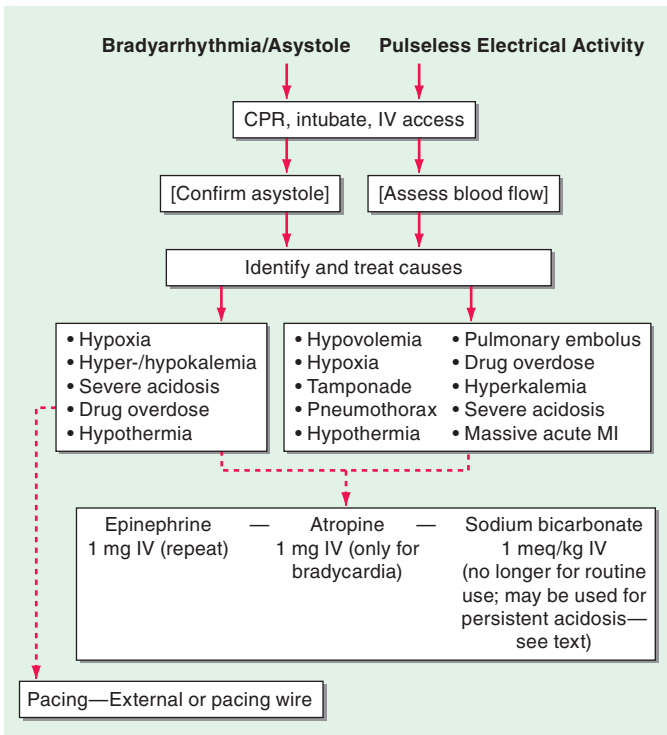 Bradyarrhythmia/Asystole
Pulseless Electrical Activity
CPR, intubate, IV access
[Confirm asystole]
[Assess blood flow]
Identify and treat causes
• Hypoxia
• Hyper-/hypokalemia
• Severe acidosis
• Drug overdose
• Hypothermia
• Hypovolemia
• Hypoxia
• Tamponade
• Pneumothorax
• Hypothermia
• Pulmonary embolus
• Drug overdose
• Hyperkalemia
• Severe acidosis
• Massive acute MI
Epinephrine — Atropine — Sodium bicarbonate
1 mg IV (repeat)
1 mg IV (only for
bradycardia)
1 meq/kg IV
(no longer for routine
use; may be used for
persistent acidosis—
see text)
Pacing—External or pacing wire